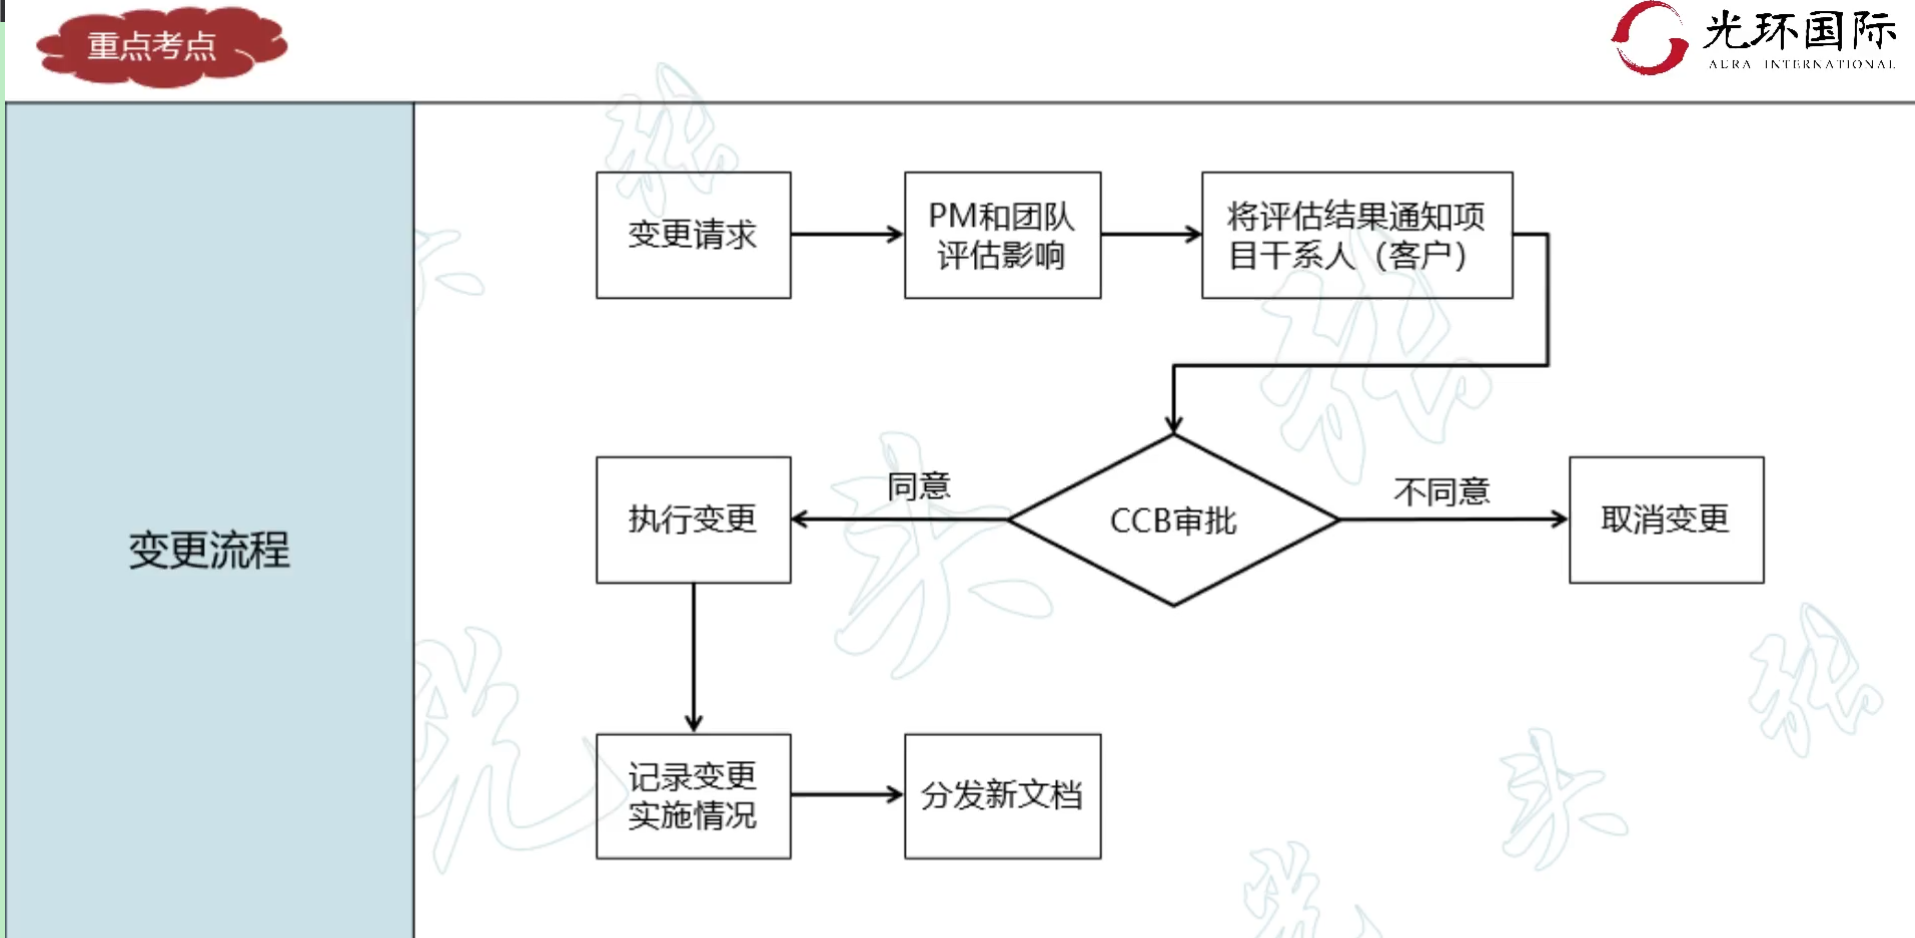 重点考点
光环国际
AURA INTERNATIONAL
变更流程
变更请求
PM和团队
评估影响
将评估结果通知项
目干系人（客户）
同意
不同意
执行变更
CCB审批
取消变更
记录变更
实施情况
分发新文档